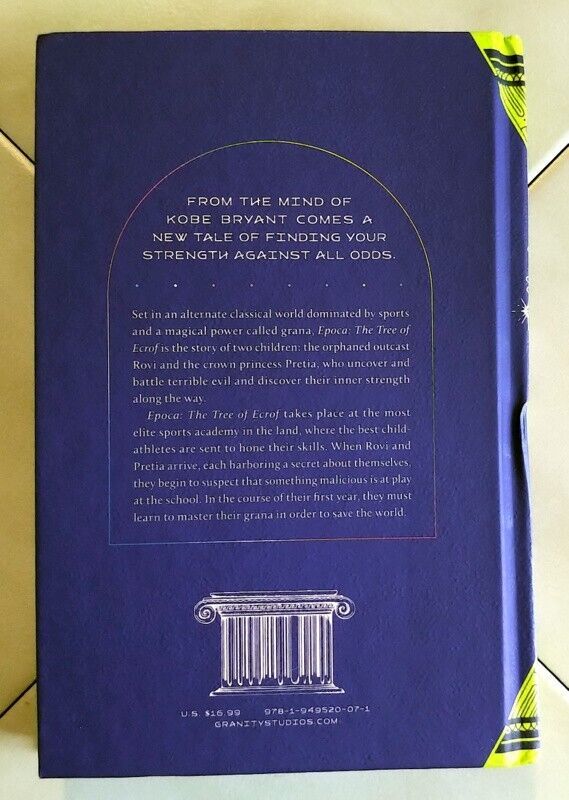 FROM THE MIND OF
KOBE BRYANT COMES A
NEW TALE OF FINDING YOUR
STRENGTH AGAINST ALL ODDS.
Set in an alternate classical world dominated by sports
and a magical power called grana, Epoca: The Tree of
Ecrof is the story of two children: the orphaned outcast
Rovi and the crown princess Pretia, who uncover and
battle terrible evil and discover their inner strength
along the way.
Epoca: The Tree of Ecrof takes place at the most
elite sports academy in the land, where the best child-
athletes are sent to hone their skills. When Rovi and
Pretia arrive, each harboring a secret about themselves,
they begin to suspect that something malicious is at play
at the school. In the course of their first year, they must
learn to master their grana in order to save the world.
U.S. $16.99 978-1-949520-07-1
GRANITYSTUDIOS.COM